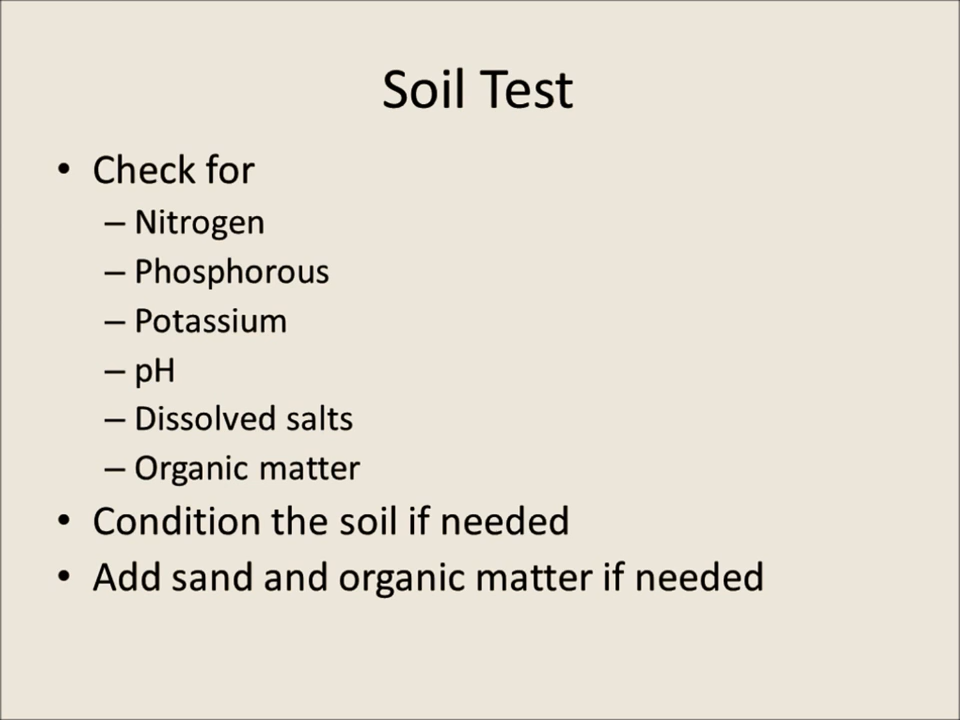 Soil Test
• Check for
– Nitrogen
– Phosphorous
– Potassium
– pH
– Dissolved salts
– Organic matter
• Condition the soil if needed
• Add sand and organic matter if needed